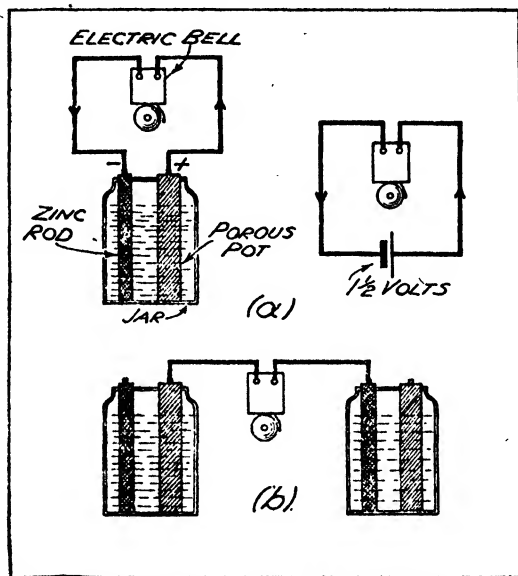 ELECTRIC BELL
- +
ZINC
ROD
POROUS
POT
JAR
(a)
1½ VOLTS
(b)